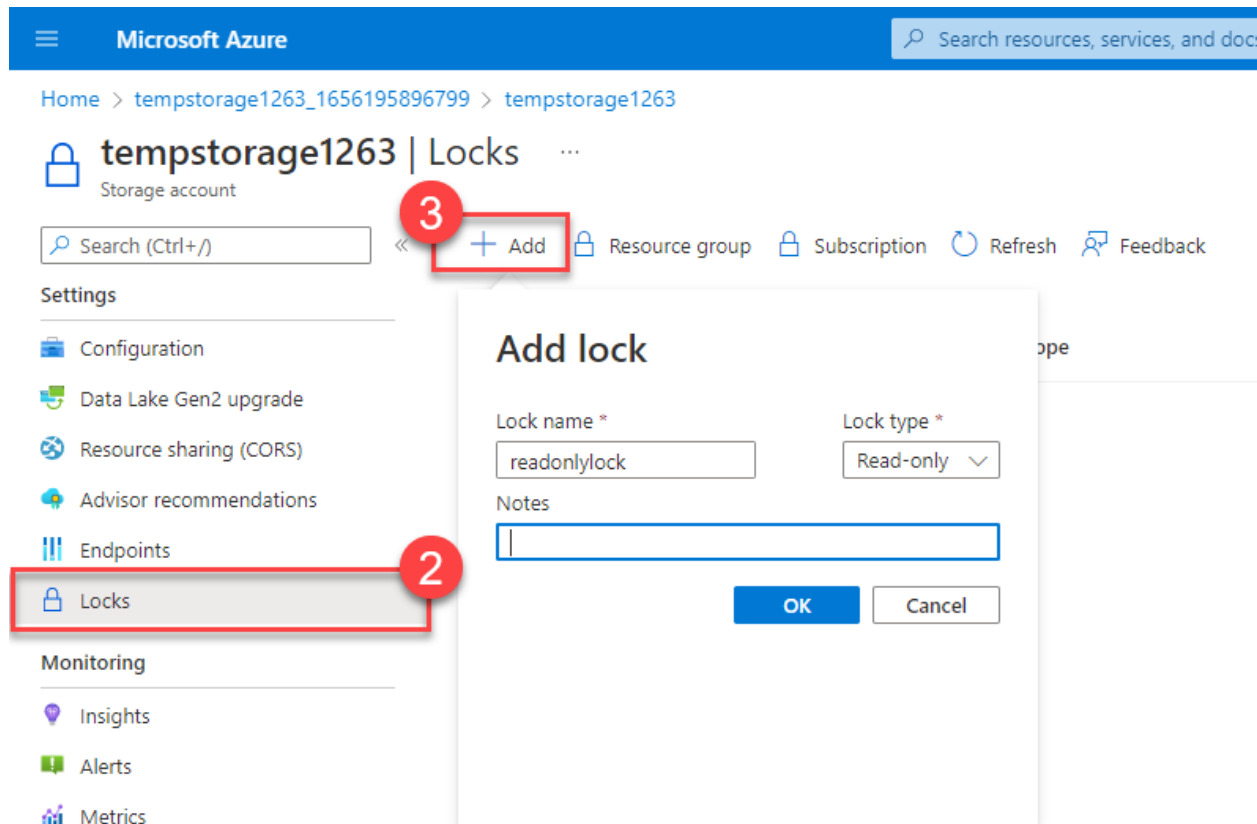 Microsoft Azure
Search resources, services, and docs
Home > tempstorage1263_1656195896799 > tempstorage1263
tempstorage1263 | Locks ...
Storage account
3
Search (Ctrl+/)
«
+ Add
Resource group
Subscription
Refresh
Feedback
Settings
Configuration
Data Lake Gen2 upgrade
Resource sharing (CORS)
Advisor recommendations
Endpoints
2
Locks
Monitoring
Insights
Alerts
Metrics
Add lock
ope
Lock name *
Lock type *
readonlylock
Read-only
Notes
OK
Cancel